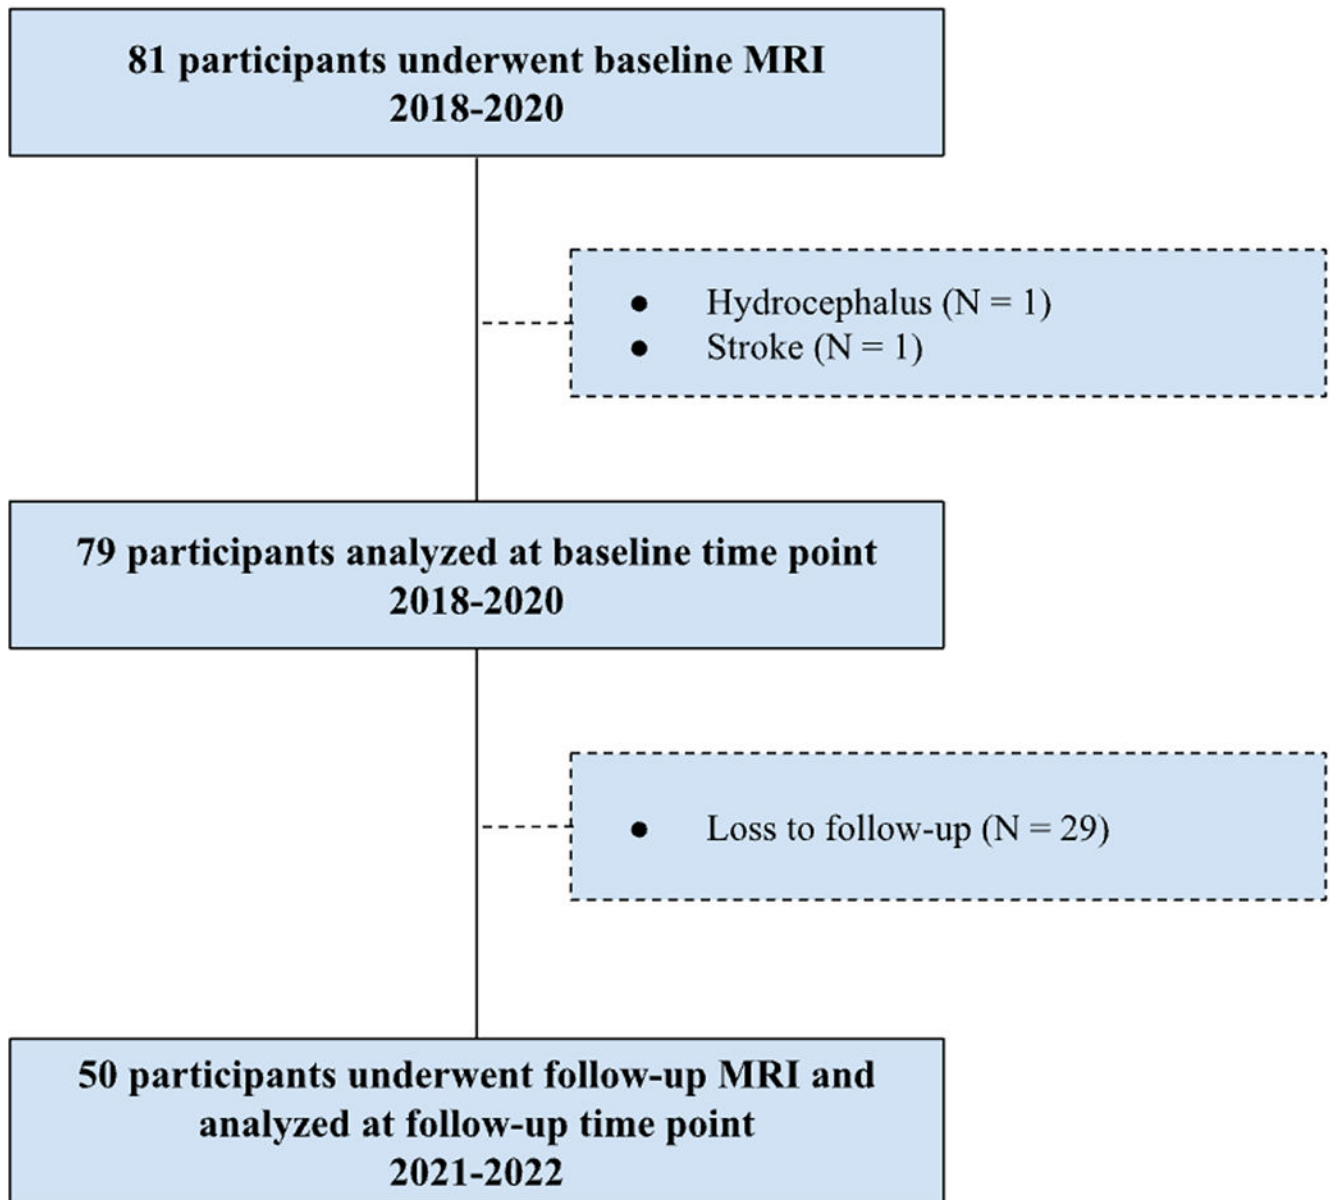 81 participants underwent baseline MRI
2018-2020
● Hydrocephalus (N = 1)
● Stroke (N = 1)
79 participants analyzed at baseline time point
2018-2020
● Loss to follow-up (N = 29)
50 participants underwent follow-up MRI and
analyzed at follow-up time point
2021-2022